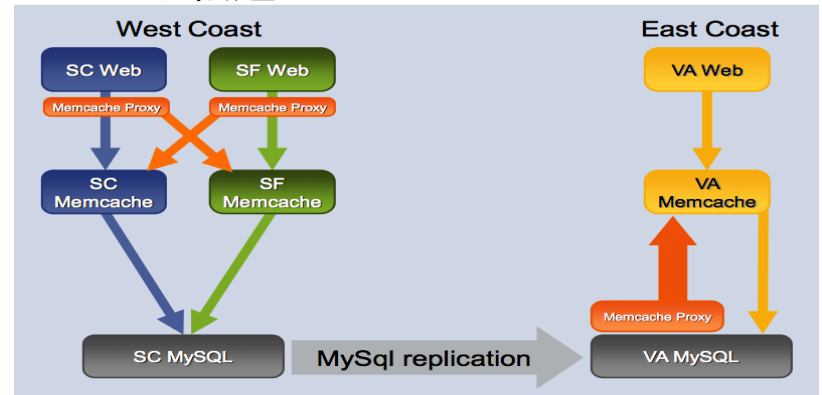 West Coast
East Coast
SC Web
SF Web
VA Web
Memcache Proxy
Memcache Proxy
SC
Memcache
SF
Memcache
VA
Memcache
Memcache Proxy
SC MySQL
MySql replication
VA MySQL